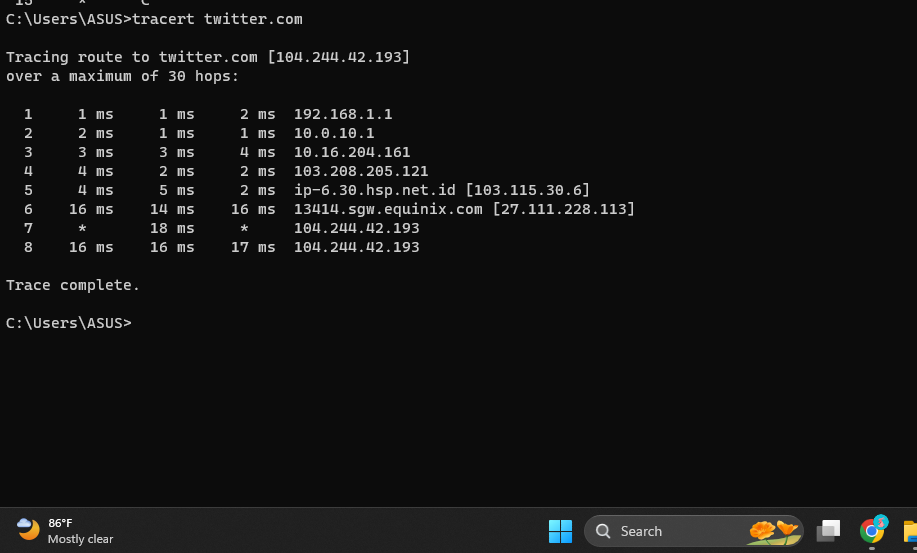 C:\Users\ASUS>tracert twitter.com
Tracing route to twitter.com [104.244.42.193]
over a maximum of 30 hops:
1 1 ms 1 ms 2 ms 192.168.1.1
2 2 ms 1 ms 1 ms 10.0.10.1
3 3 ms 3 ms 4 ms 10.16.204.161
4 4 ms 2 ms 2 ms 103.208.205.121
5 4 ms 5 ms 2 ms ip-6.30.hsp.net.id [103.115.30.6]
6 16 ms 14 ms 16 ms 13414.sgw.equinix.com [27.111.228.113]
7 * 18 ms * 104.244.42.193
8 16 ms 16 ms 17 ms 104.244.42.193
Trace complete.
C:\Users\ASUS>
86°F
Mostly clear
Search